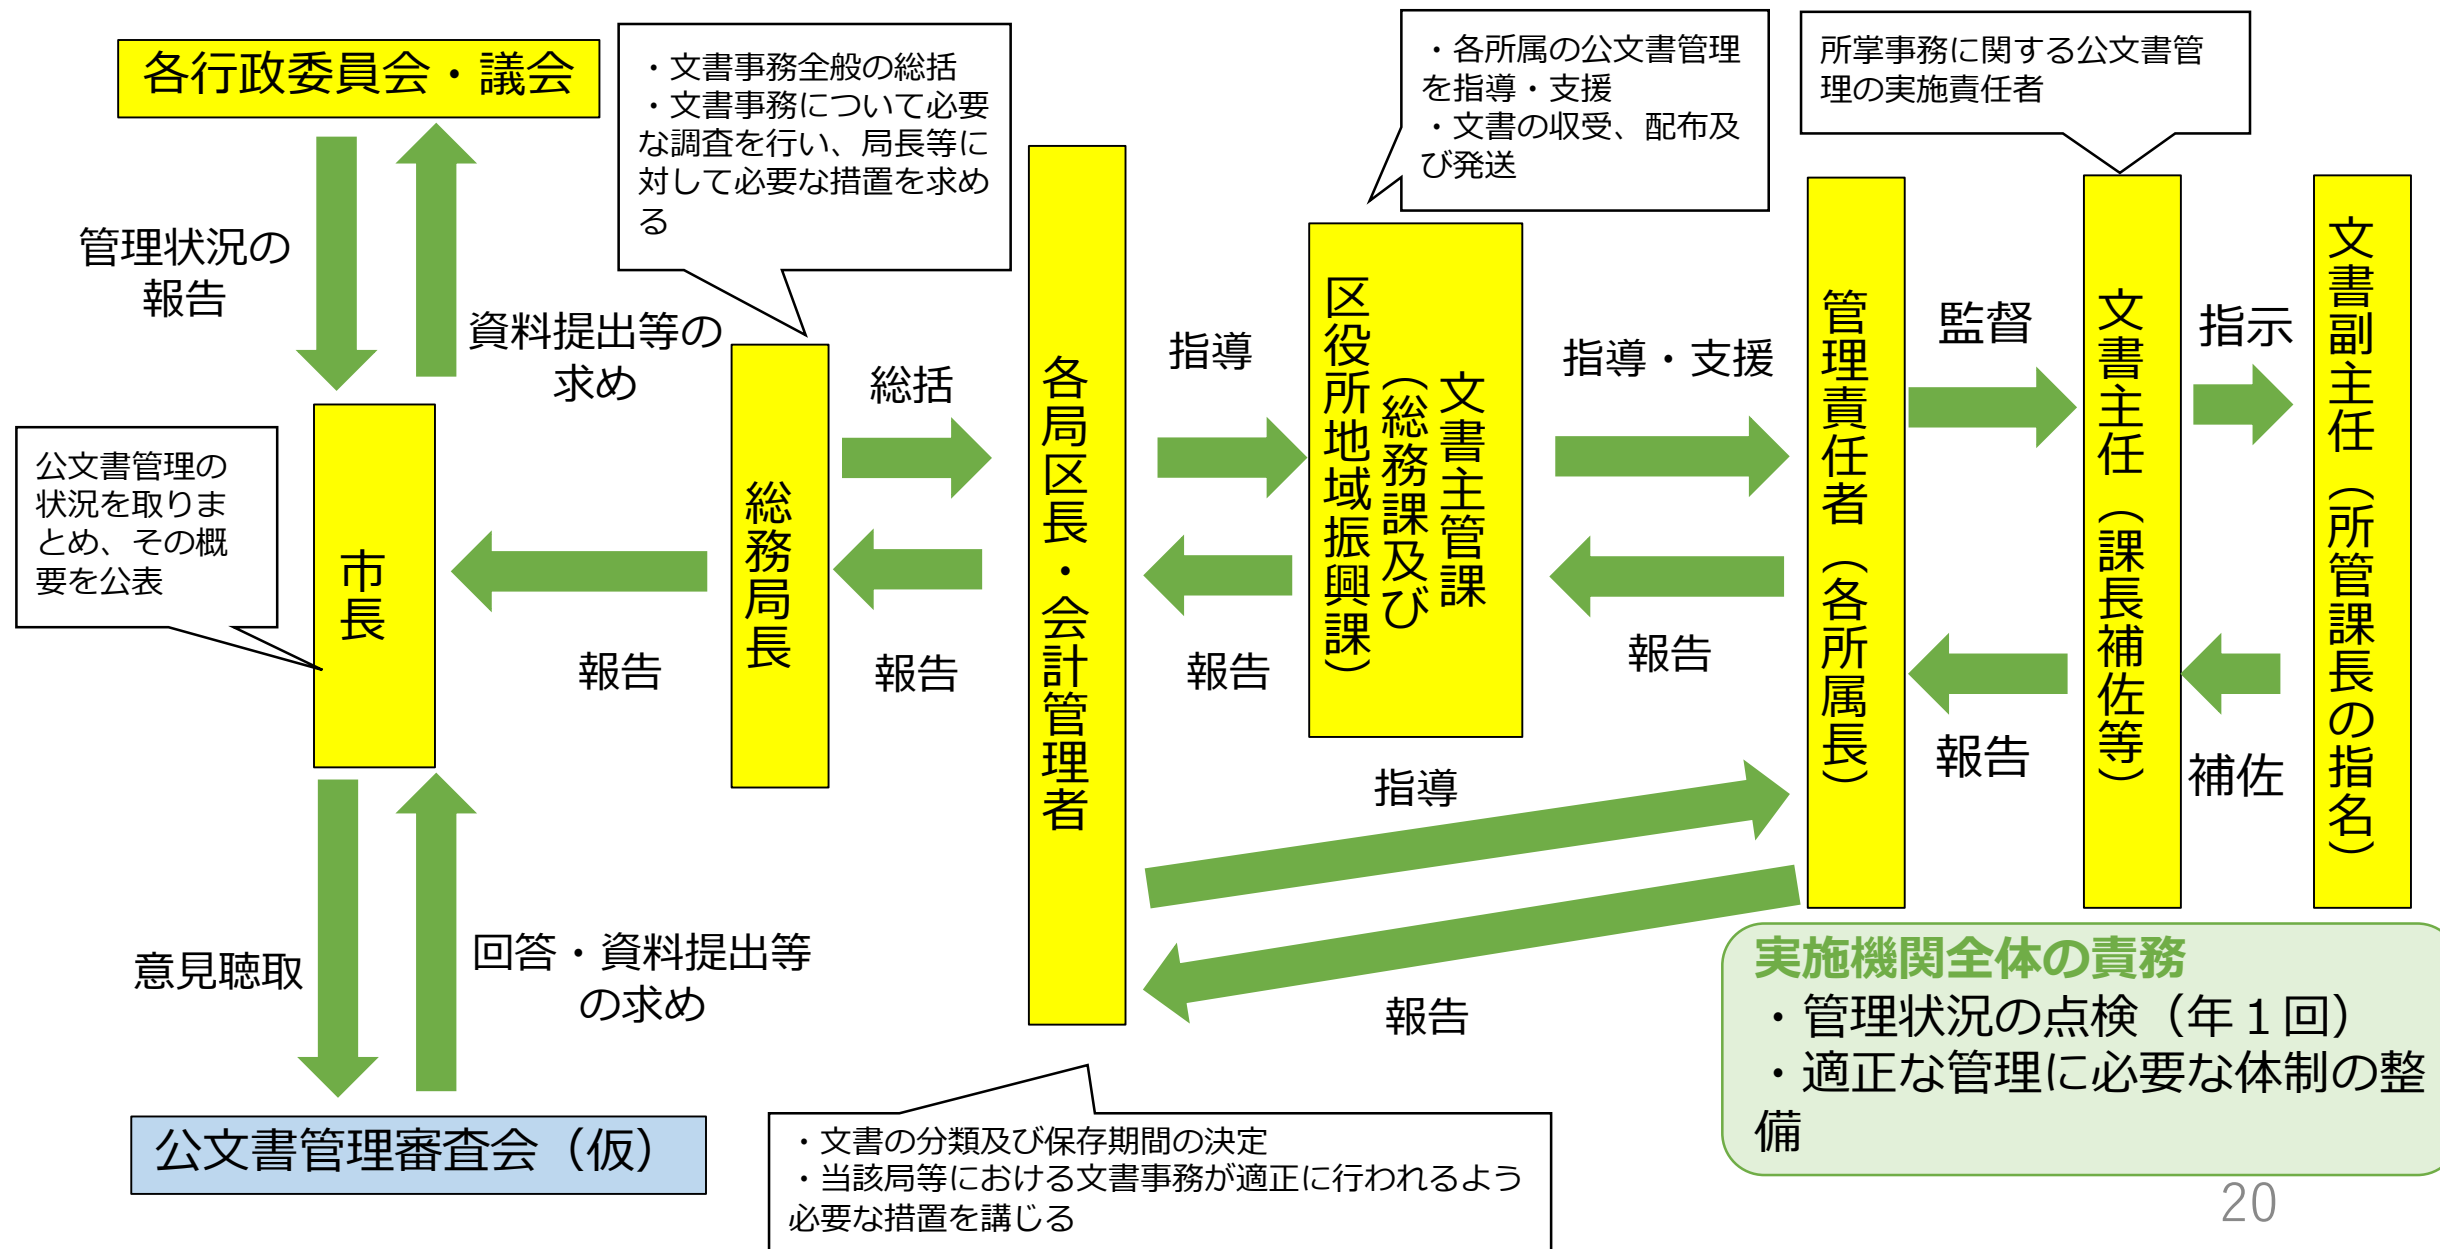 各行政委員会・議会
・文書事務全般の総括
・文書事務について必要
な調査を行い、局長等に
対して必要な措置を求め
る
・各所属の公文書管理
を指導・支援
・文書の収受、配布及
び発送
所掌事務に関する公文書管
理の実施責任者
管理状況の
報告
資料提出等の
求め
公文書管理の
状況を取りま
とめ、その概
要を公表
市長
報告
総務局長
総括
報告
各局区長・会計管理者
指導
報告
文書主管課
（総務課及び
区役所地域振興課）
指導・支援
報告
管理責任者（各所属長）
監督
報告
文書主任（課長補佐等）
指示
補佐
文書副主任（所管課長の指名）
指導
報告
意見聴取
回答・資料提出等
の求め
公文書管理審査会（仮）
・文書の分類及び保存期間の決定
・当該局等における文書事務が適正に行われるよう
必要な措置を講じる
実施機関全体の責務
・管理状況の点検（年１回）
・適正な管理に必要な体制の整
備
20